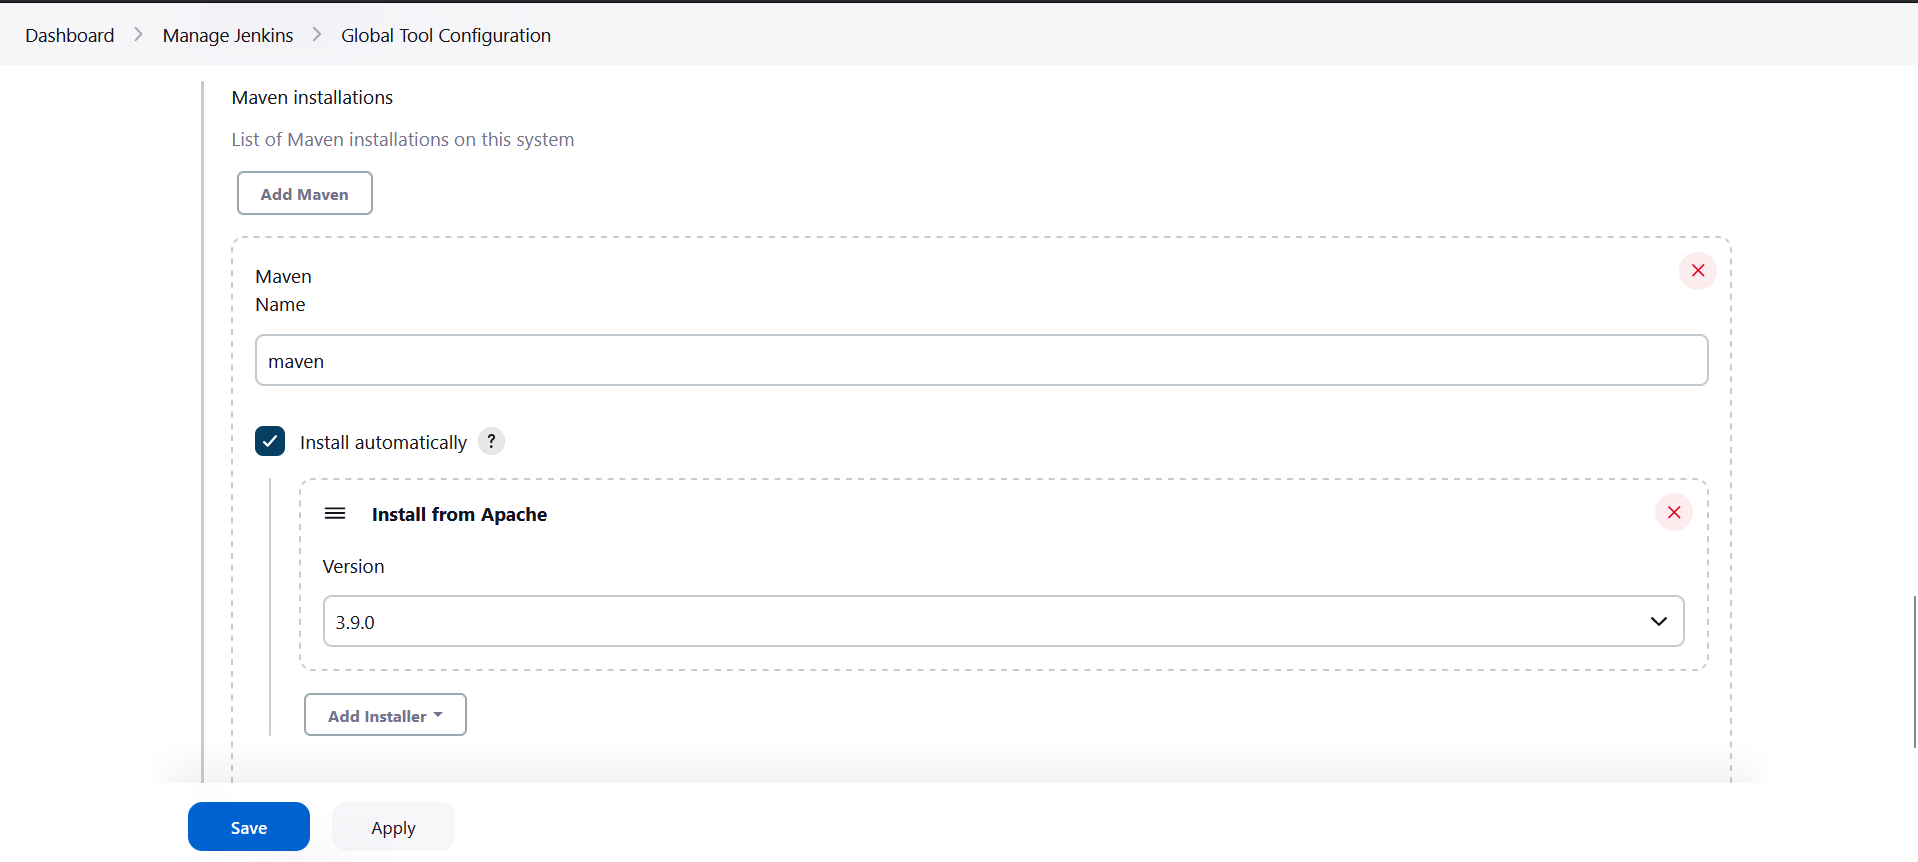 Dashboard > Manage Jenkins > Global Tool Configuration
Maven installations
List of Maven installations on this system
Add Maven
Maven
Name
maven
Install automatically ?
Install from Apache
Version
3.9.0
Add Installer
Save Apply